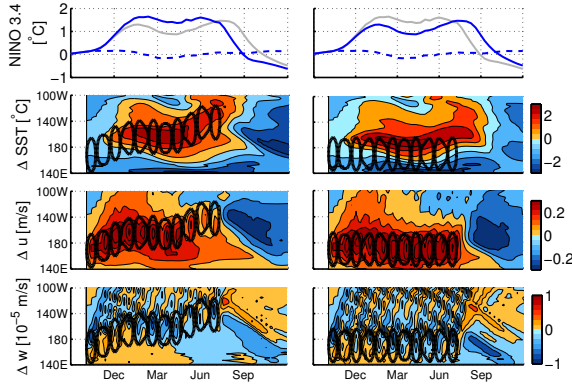 NINO 3.4
[°C]
2
1
0
−1
Δ SST [°C]
100W
140W
180
140E
2
0
−2
Δ u [m/s]
100W
140W
180
140E
0.2
0
−0.2
Δ w [10⁻⁵ m/s]
100W
140W
180
140E
1
0
−1
Dec Mar Jun Sep Dec Mar Jun Sep